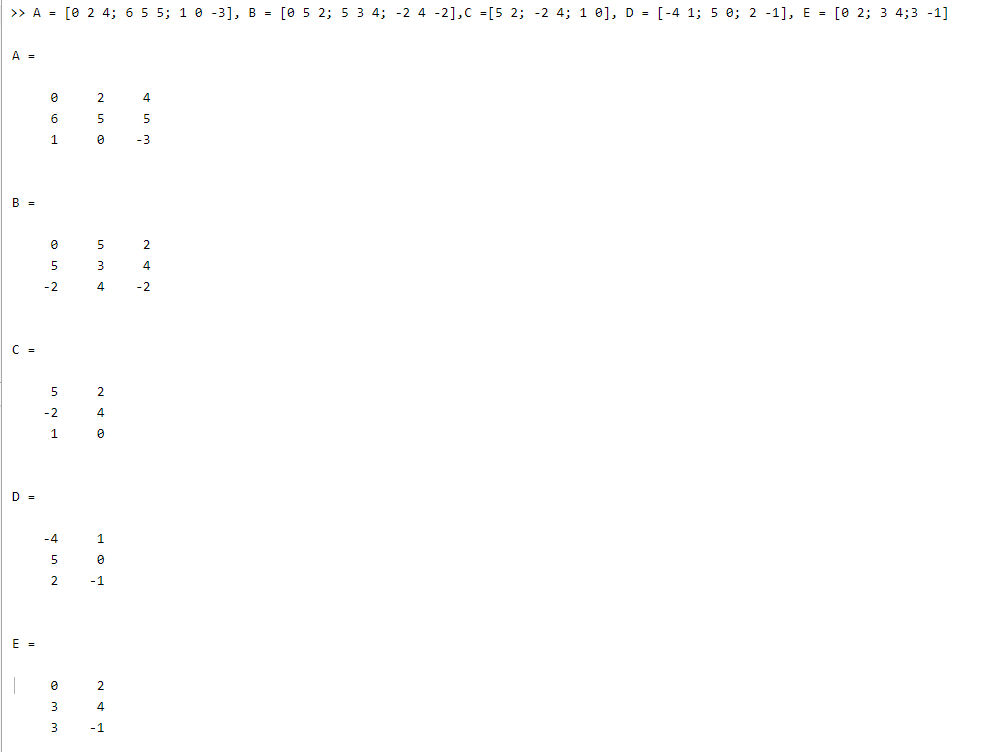 >> A = [0 2 4; 6 5 5; 1 0 -3], B = [0 5 2; 5 3 4; -2 4 -2],C =[5 2; -2 4; 1 0], D = [-4 1; 5 0; 2 -1], E = [0 2; 3 4;3 -1]
A =
0 2 4
6 5 5
1 0 -3
B =
0 5 2
5 3 4
-2 4 -2
C =
5 2
-2 4
1 0
D =
-4 1
5 0
2 -1
E =
0 2
3 4
3 -1